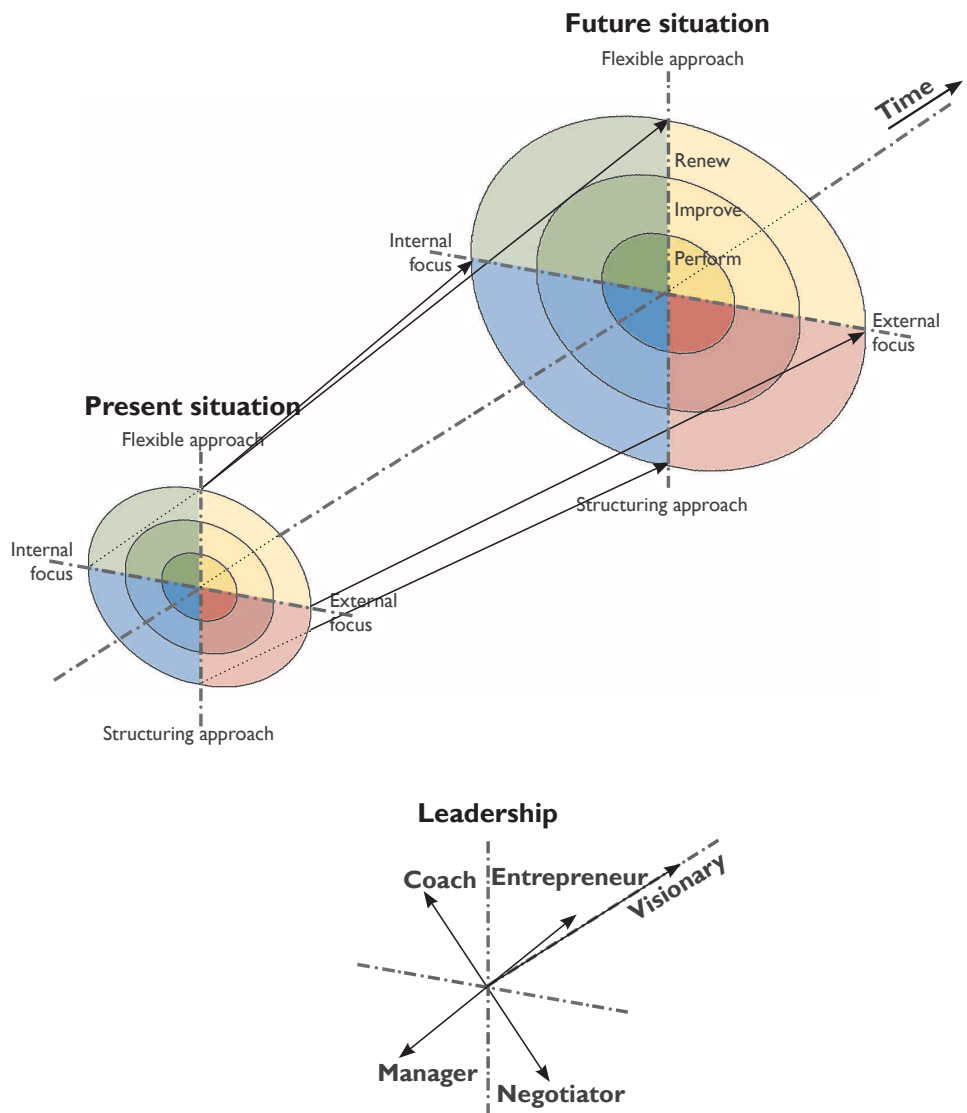 Future situation
Flexible approach
Time
Renew
Improve
Internal
focus
Perform
External
focus
Present situation
Flexible approach
Structuring approach
Internal
focus
External
focus
Structuring approach
Leadership
Coach
Entrepreneur
Visionary
Manager
Negotiator